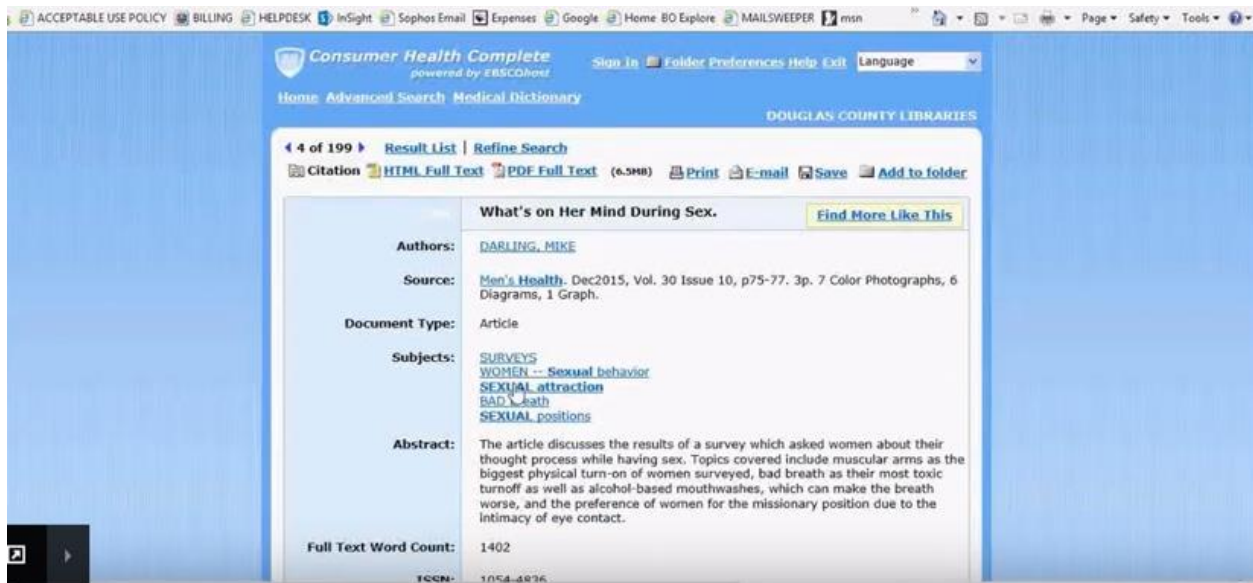 ACCEPTABLE USE POLICY BILLING HELPDESK InSight Sophos Email Expenses Google Home BO Explore MAILSWEEPER msn » Page Safety Tools
Consumer Health Complete
powered by EBSCOhost
Sign In Folder Preferences Help Exit Language
Home Advanced Search Medical Dictionary
DOUGLAS COUNTY LIBRARIES
4 of 199 Result List | Refine Search
Citation HTML Full Text PDF Full Text (6.5MB) Print E-mail Save Add to folder
What's on Her Mind During Sex. Find More Like This
Authors: DARLING, MIKE
Source: Men's Health. Dec2015, Vol. 30 Issue 10, p75-77. 3p. 7 Color Photographs, 6
Diagrams, 1 Graph.
Document Type: Article
Subjects: SURVEYS
WOMEN -- Sexual behavior
SEXUAL attraction
BAD breath
SEXUAL positions
Abstract: The article discusses the results of a survey which asked women about their
thought process while having sex. Topics covered include muscular arms as the
biggest physical turn-on of women surveyed, bad breath as their most toxic
turnoff as well as alcohol-based mouthwashes, which can make the breath
worse, and the preference of women for the missionary position due to the
intimacy of eye contact.
Full Text Word Count: 1402
ISSN: 1054-4836